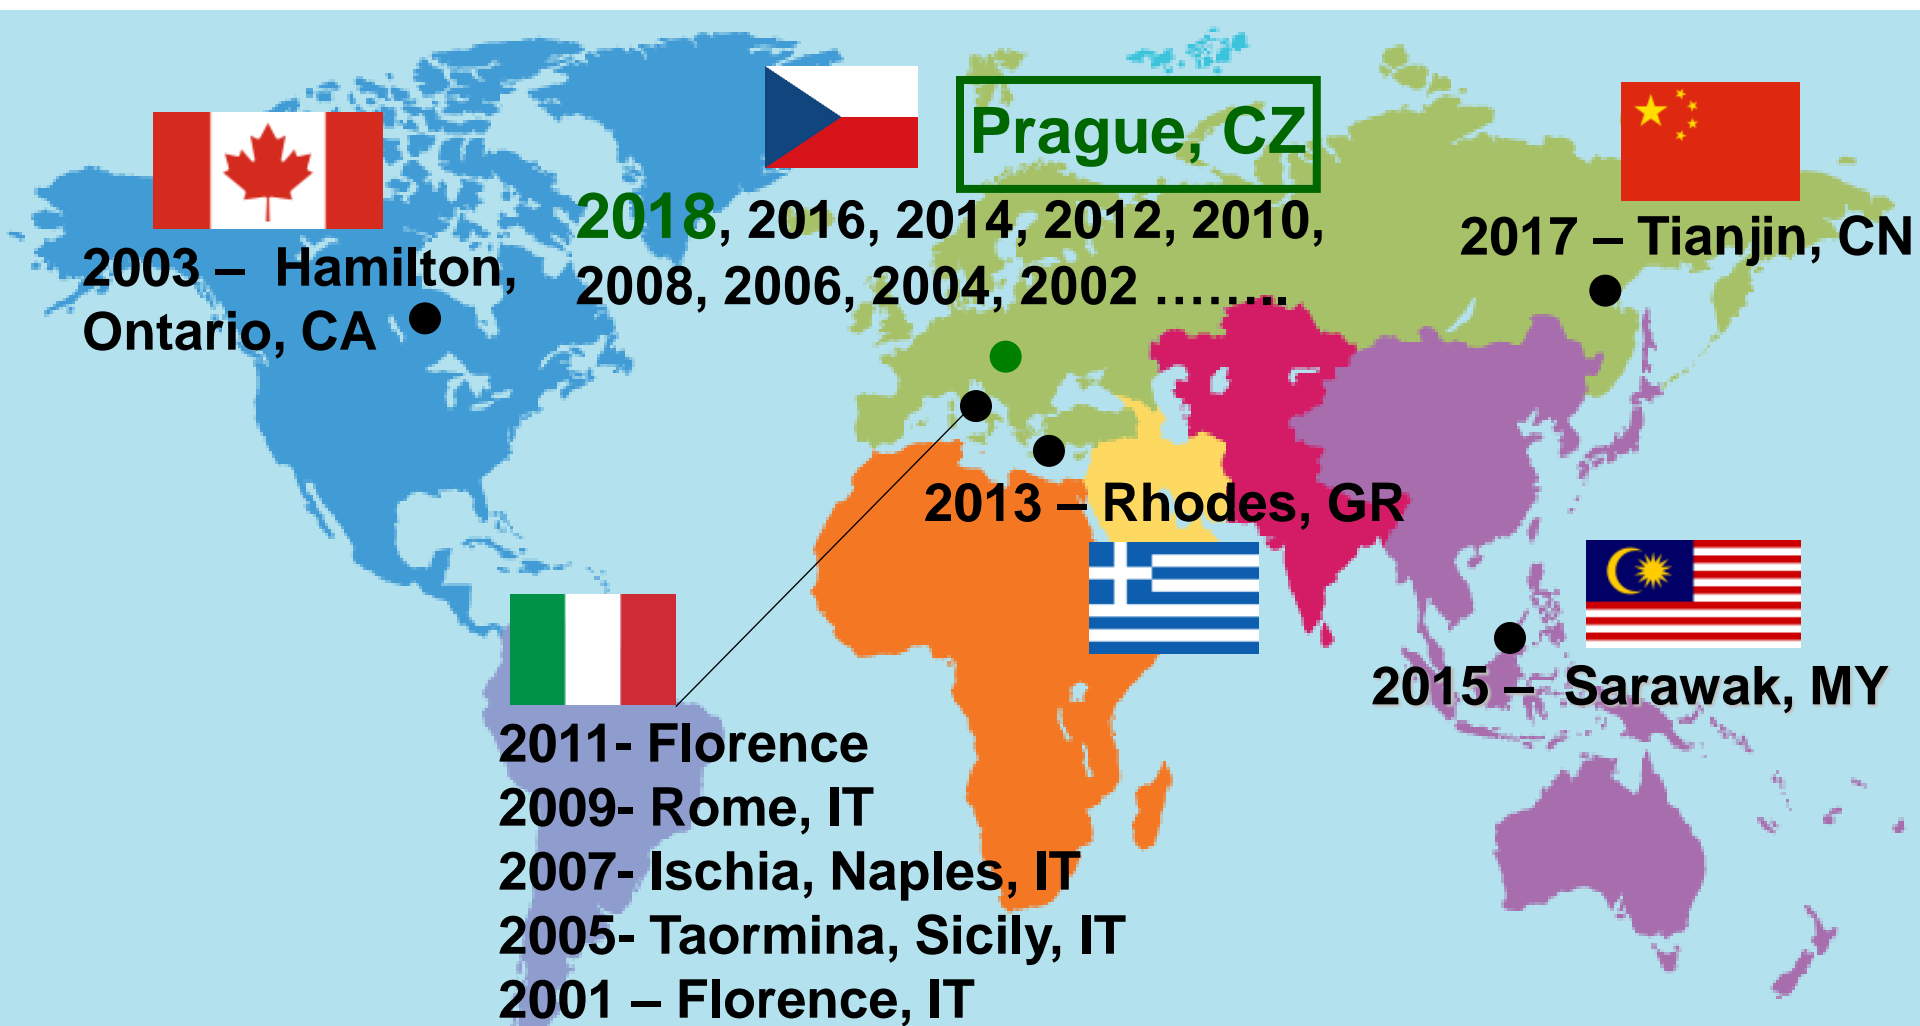 Prague, CZ
2018, 2016, 2014, 2012, 2010,
2008, 2006, 2004, 2002 ……..
2003 – Hamilton,
Ontario, CA
2017 – Tianjin, CN
2013 – Rhodes, GR
2015 – Sarawak, MY
2011- Florence
2009- Rome, IT
2007- Ischia, Naples, IT
2005- Taormina, Sicily, IT
2001 – Florence, IT